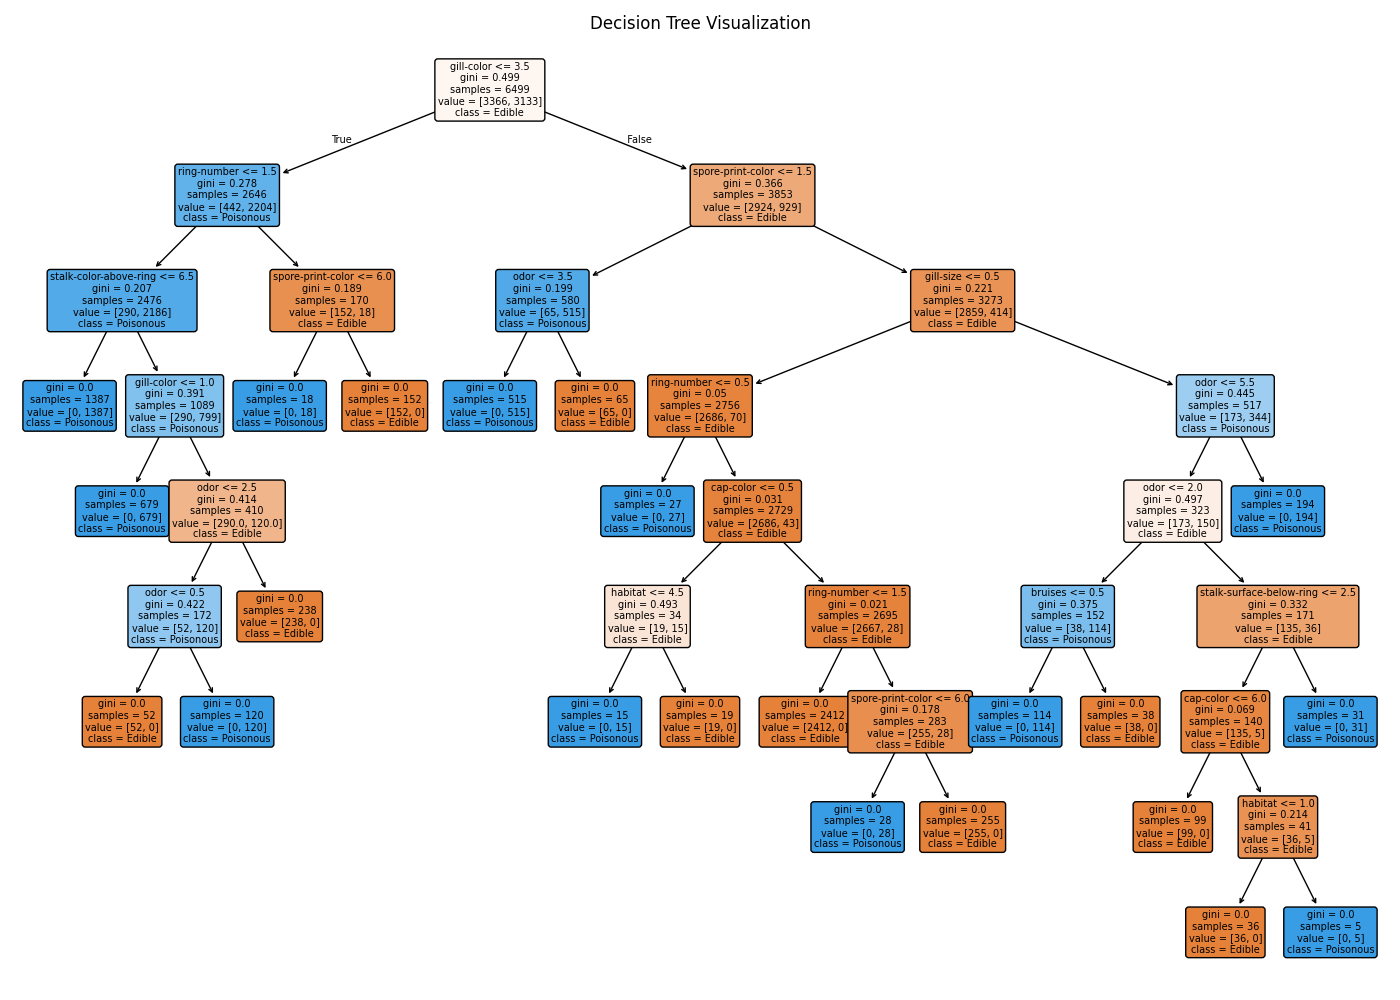 Decision Tree Visualization
gill-color <= 3.5
gini = 0.499
samples = 6499
value = [3366, 3133]
class = Edible
True
False
ring-number <= 1.5
gini = 0.278
samples = 2646
value = [442, 2204]
class = Poisonous
spore-print-color <= 1.5
gini = 0.366
samples = 3853
value = [2924, 929]
class = Edible
stalk-color-above-ring <= 6.5
gini = 0.207
samples = 2476
value = [290, 2186]
class = Poisonous
spore-print-color <= 6.0
gini = 0.189
samples = 170
value = [152, 18]
class = Edible
odor <= 3.5
gini = 0.199
samples = 580
value = [65, 515]
class = Poisonous
gill-size <= 0.5
gini = 0.221
samples = 3273
value = [2859, 414]
class = Edible
gini = 0.0
samples = 1387
value = [0, 1387]
class = Poisonous
gill-color <= 1.0
gini = 0.391
samples = 1089
value = [290, 799]
class = Poisonous
gini = 0.0
samples = 18
value = [0, 18]
class = Poisonous
gini = 0.0
samples = 152
value = [152, 0]
class = Edible
gini = 0.0
samples = 515
value = [0, 515]
class = Poisonous
gini = 0.0
samples = 65
value = [65, 0]
class = Edible
ring-number <= 0.5
gini = 0.05
samples = 2756
value = [2686, 70]
class = Edible
odor <= 5.5
gini = 0.445
samples = 517
value = [173, 344]
class = Poisonous
gini = 0.0
samples = 679
value = [0, 679]
class = Poisonous
odor <= 2.5
gini = 0.414
samples = 410
value = [290.0, 120.0]
class = Edible
gini = 0.0
samples = 27
value = [0, 27]
class = Poisonous
cap-color <= 0.5
gini = 0.031
samples = 2729
value = [2686, 43]
class = Edible
odor <= 2.0
gini = 0.497
samples = 323
value = [173, 150]
class = Edible
gini = 0.0
samples = 194
value = [0, 194]
class = Poisonous
odor <= 0.5
gini = 0.422
samples = 172
value = [52, 120]
class = Poisonous
gini = 0.0
samples = 238
value = [238, 0]
class = Edible
habitat <= 4.5
gini = 0.493
samples = 34
value = [19, 15]
class = Edible
ring-number <= 1.5
gini = 0.021
samples = 2695
value = [2667, 28]
class = Edible
bruises <= 0.5
gini = 0.375
samples = 152
value = [38, 114]
class = Poisonous
stalk-surface-below-ring <= 2.5
gini = 0.332
samples = 171
value = [135, 36]
class = Edible
gini = 0.0
samples = 52
value = [52, 0]
class = Edible
gini = 0.0
samples = 120
value = [0, 120]
class = Poisonous
gini = 0.0
samples = 15
value = [0, 15]
class = Poisonous
gini = 0.0
samples = 19
value = [19, 0]
class = Edible
gini = 0.0
samples = 2412
value = [2412, 0]
class = Edible
spore-print-color <= 6.0
gini = 0.178
samples = 283
value = [255, 28]
class = Edible
gini = 0.0
samples = 114
value = [0, 114]
class = Poisonous
gini = 0.0
samples = 38
value = [38, 0]
class = Edible
cap-color <= 6.0
gini = 0.069
samples = 140
value = [135, 5]
class = Edible
gini = 0.0
samples = 31
value = [0, 31]
class = Poisonous
gini = 0.0
samples = 28
value = [0, 28]
class = Poisonous
gini = 0.0
samples = 255
value = [255, 0]
class = Edible
gini = 0.0
samples = 99
value = [99, 0]
class = Edible
habitat <= 1.0
gini = 0.214
samples = 41
value = [36, 5]
class = Edible
gini = 0.0
samples = 36
value = [36, 0]
class = Edible
gini = 0.0
samples = 5
value = [0, 5]
class = Poisonous